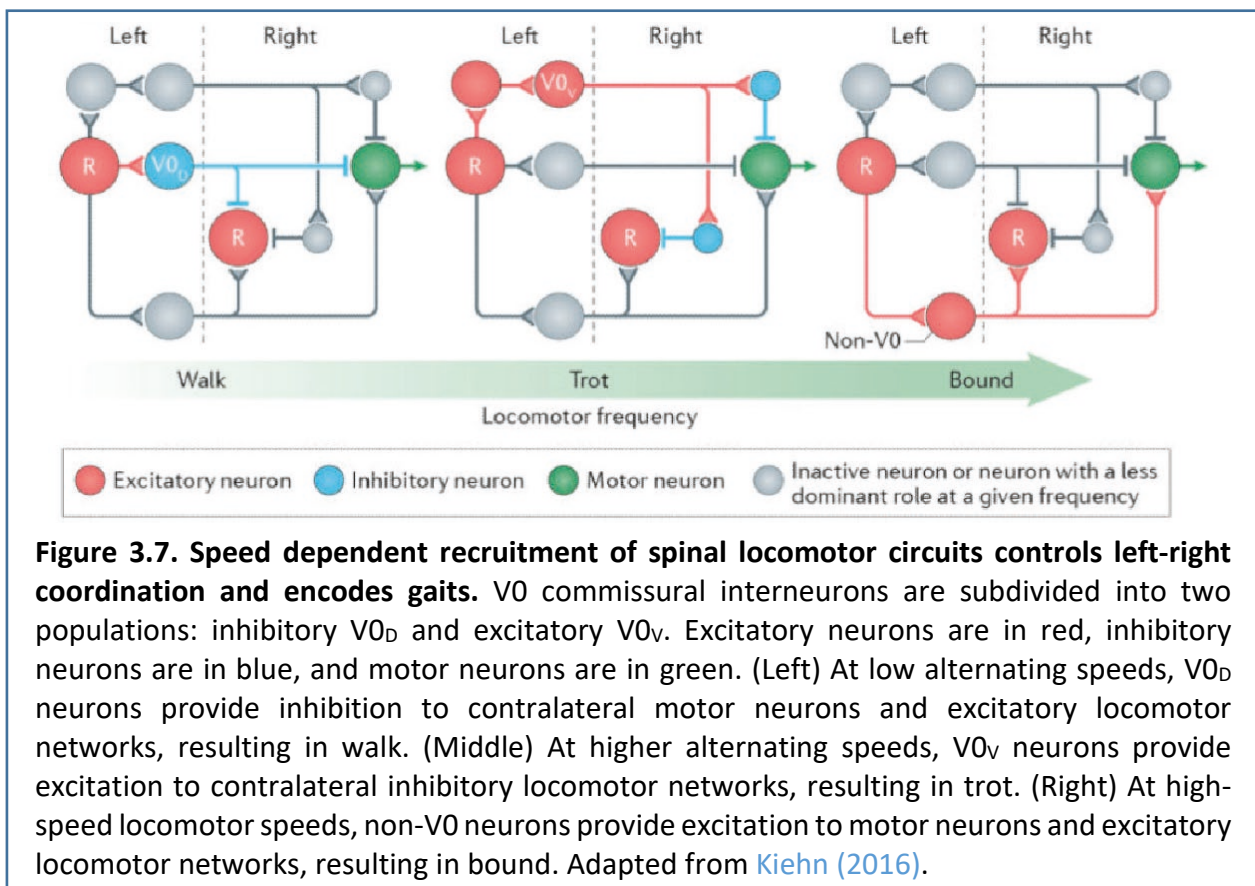 Left Right Left Right Left Right
V0V
R V0D R R
R R R
Non-V0
Walk Trot Bound
Locomotor frequency
Excitatory neuron Inhibitory neuron Motor neuron Inactive neuron or neuron with a less
dominant role at a given frequency
Figure 3.7. Speed dependent recruitment of spinal locomotor circuits controls left-right
coordination and encodes gaits. V0 commissural interneurons are subdivided into two
populations: inhibitory V0D and excitatory V0V. Excitatory neurons are in red, inhibitory
neurons are in blue, and motor neurons are in green. (Left) At low alternating speeds, V0D
neurons provide inhibition to contralateral motor neurons and excitatory locomotor
networks, resulting in walk. (Middle) At higher alternating speeds, V0V neurons provide
excitation to contralateral inhibitory locomotor networks, resulting in trot. (Right) At high-
speed locomotor speeds, non-V0 neurons provide excitation to motor neurons and excitatory
locomotor networks, resulting in bound. Adapted from Kiehn (2016).